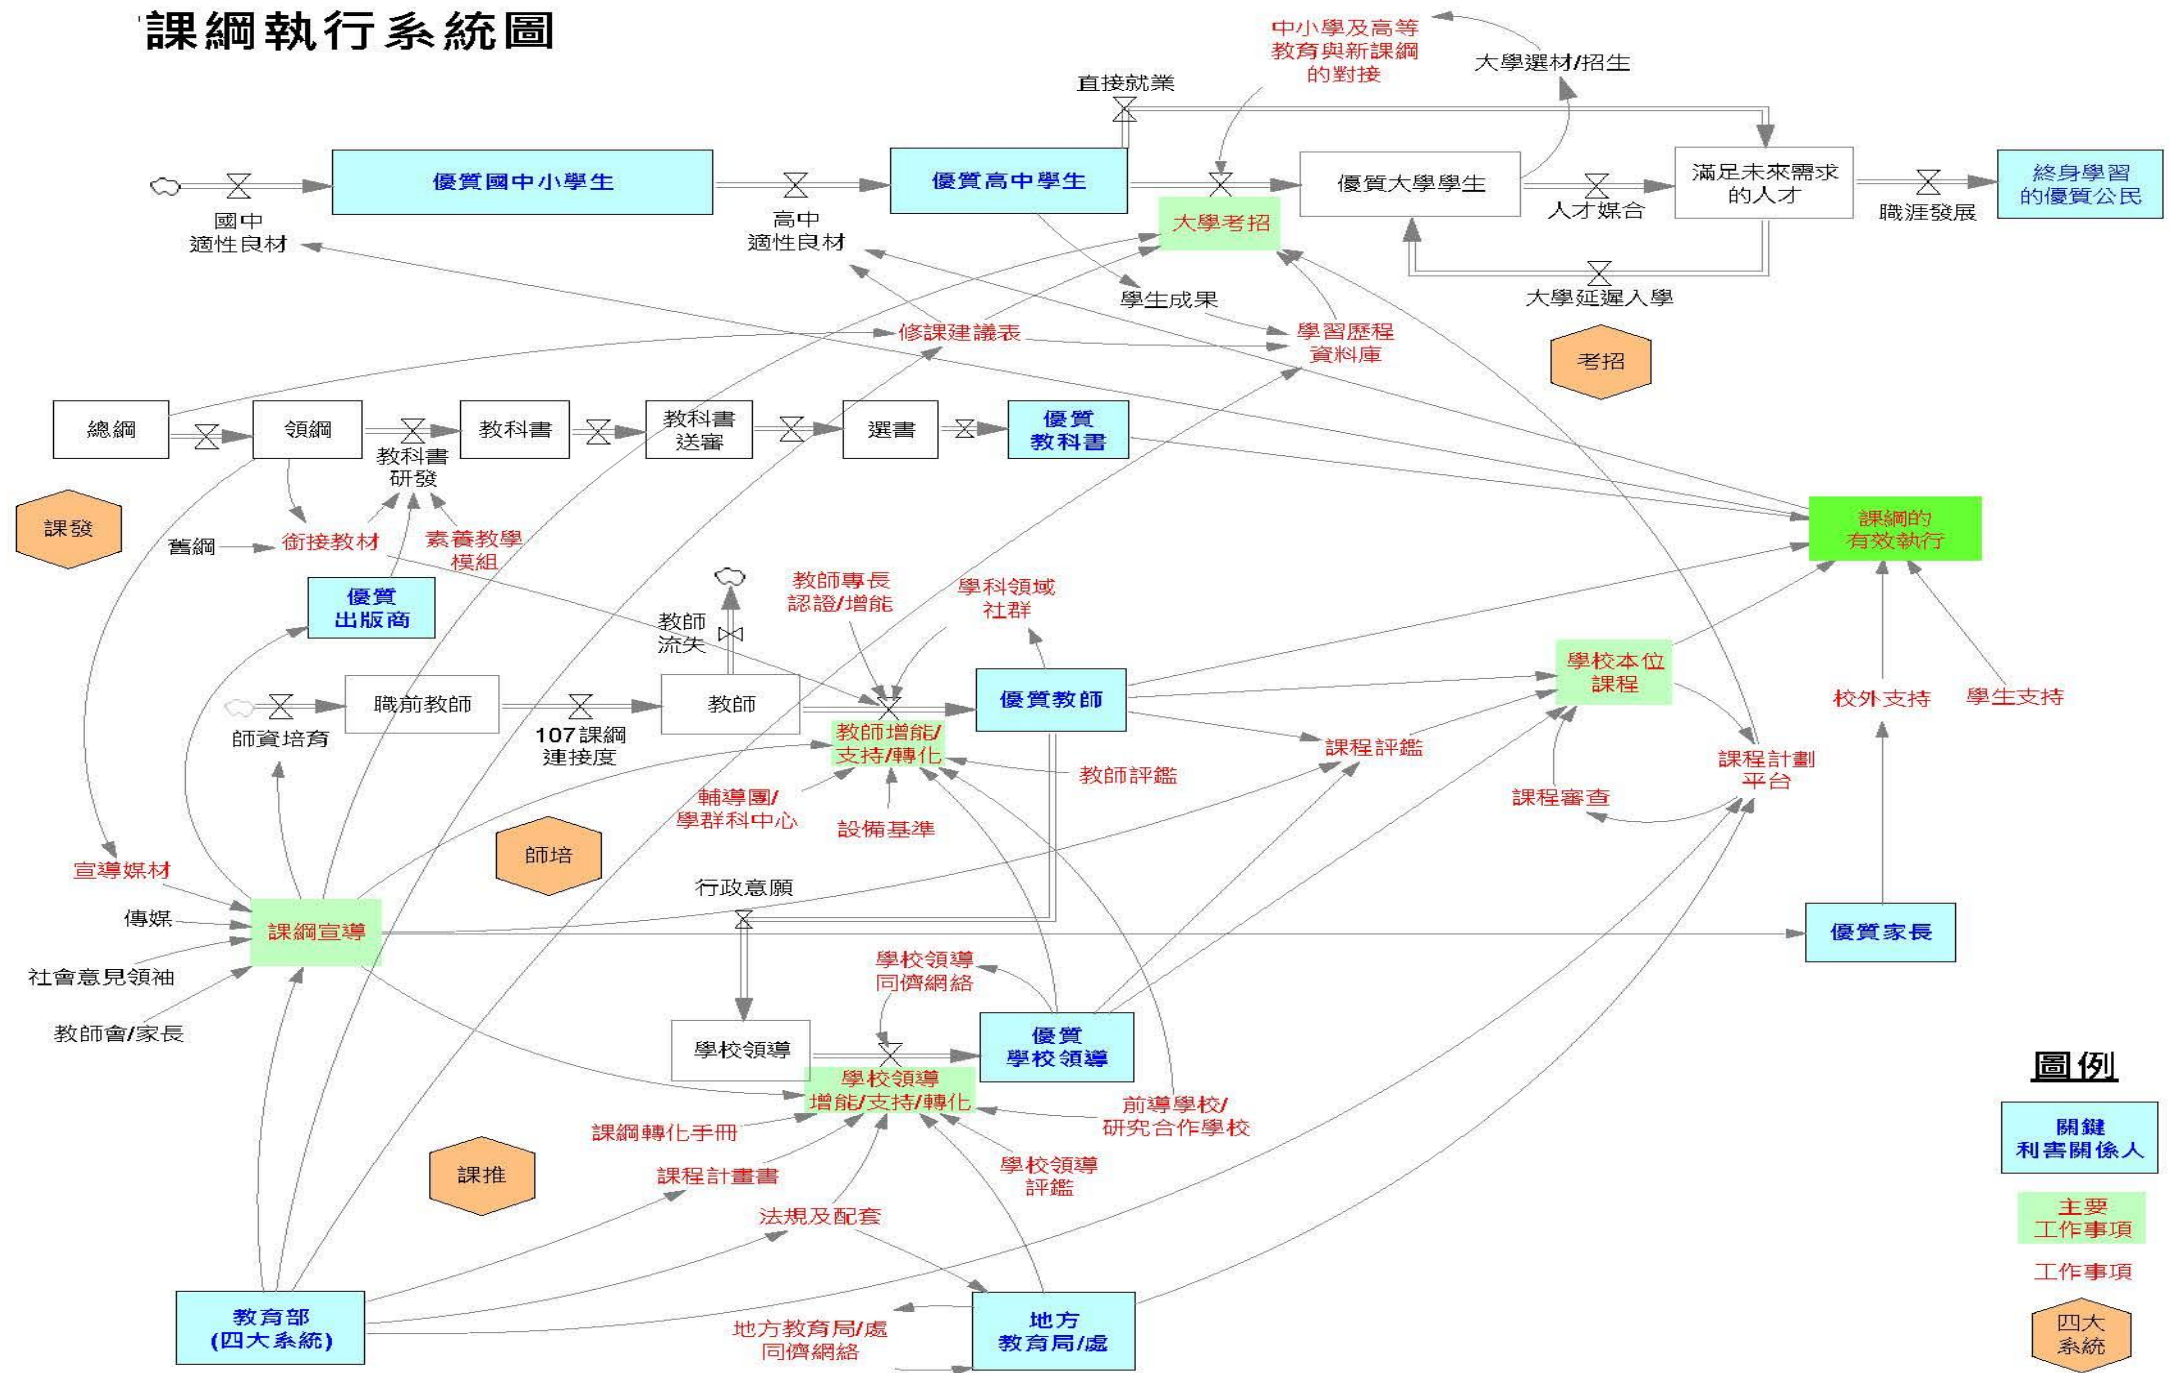 課綱執行系統圖
中小學及高等
教育與新課綱
的對接
大學選材/招生
直接就業
優質國中小學生
優質高中學生
優質大學學生
滿足未來需求
的人才
終身學習
的優質公民
國中
適性良材
高中
適性良材
大學考招
人才媒合
職涯發展
學生成果
大學延遲入學
修課建議表
學習歷程
資料庫
考招
總綱
領綱
教科書
教科書
送審
選書
優質
教科書
教科書
研發
課發
舊綱
銜接教材
素養教學
模組
課綱的
有效執行
優質
出版商
教師
流失
教師專長
認證/增能
學科領域
社群
學校本位
課程
職前教師
教師
優質教師
校外支持
學生支持
師資培育
107課綱
連接度
教師增能/
支持/轉化
課程評鑑
課程計劃
平台
教師評鑑
課程審查
輔導團/
學群科中心
設備基準
師培
宣導媒材
行政意願
傳媒
課綱宣導
優質家長
社會意見領袖
學校領導
同儕網絡
教師會/家長
學校領導
優質
學校領導
學校領導
增能/支持/轉化
前導學校/
研究合作學校
課綱轉化手冊
課推
課程計畫書
學校領導
評鑑
法規及配套
教育部
(四大系統)
地方教育局/處
同儕網絡
地方
教育局/處
圖例
關鍵
利害關係人
主要
工作事項
工作事項
四大
系統